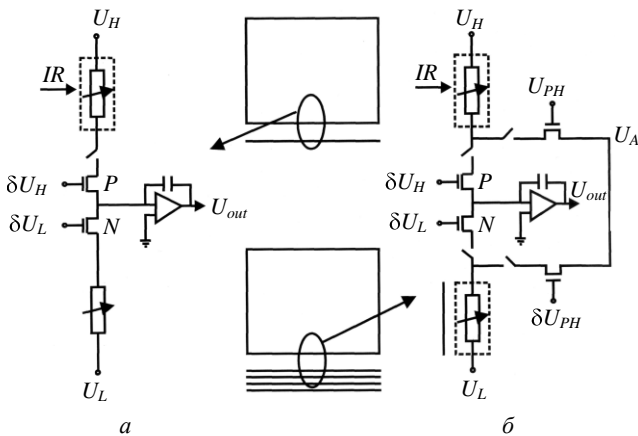 U_H
IR
δU_H
P
U_out
δU_L
N
U_L
а
U_H
IR
U_PH
U_A
δU_H
P
U_out
δU_L
N
δU_PH
U_L
б